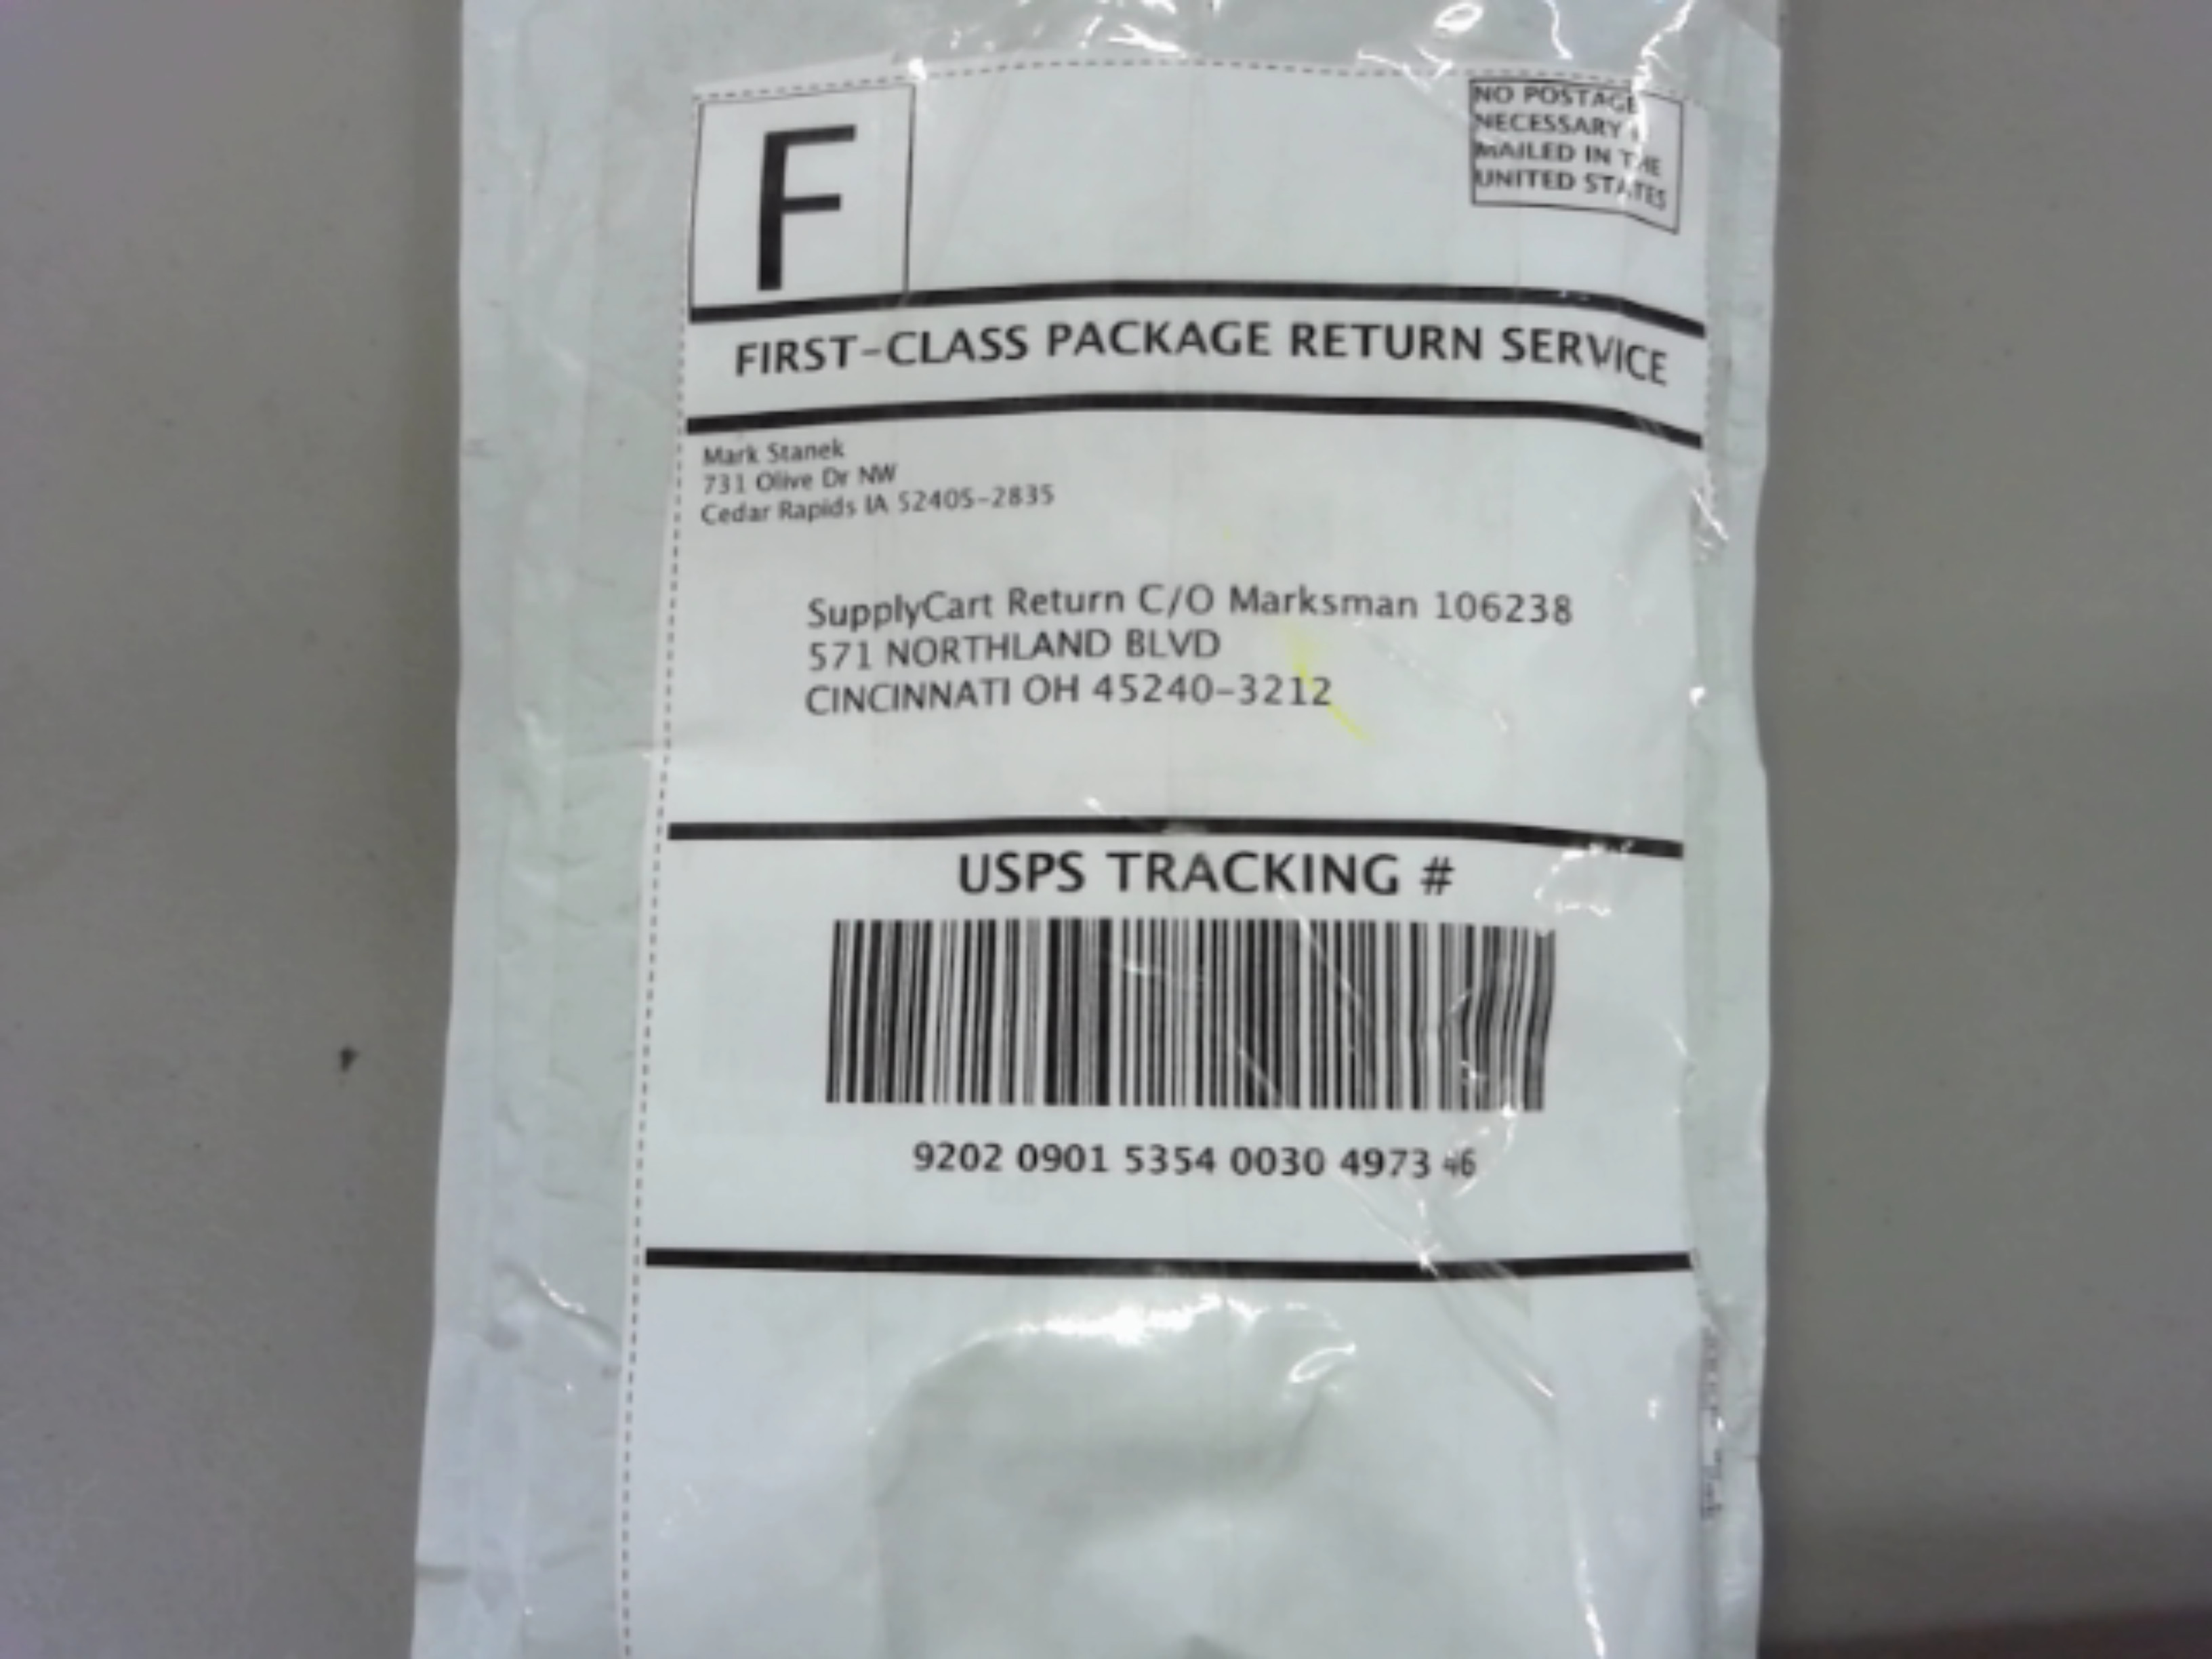 F
NO POSTAGE
NECESSARY
MAILED IN THE
UNITED STATES
FIRST-CLASS PACKAGE RETURN SERVICE
Mark Stanek
731 Olive Dr NW
Cedar Rapids IA 52405-2835
SupplyCart Return C/O Marksman 106238
571 NORTHLAND BLVD
CINCINNATI OH 45240-3212
USPS TRACKING #
9202 0901 5354 0030 4973 46